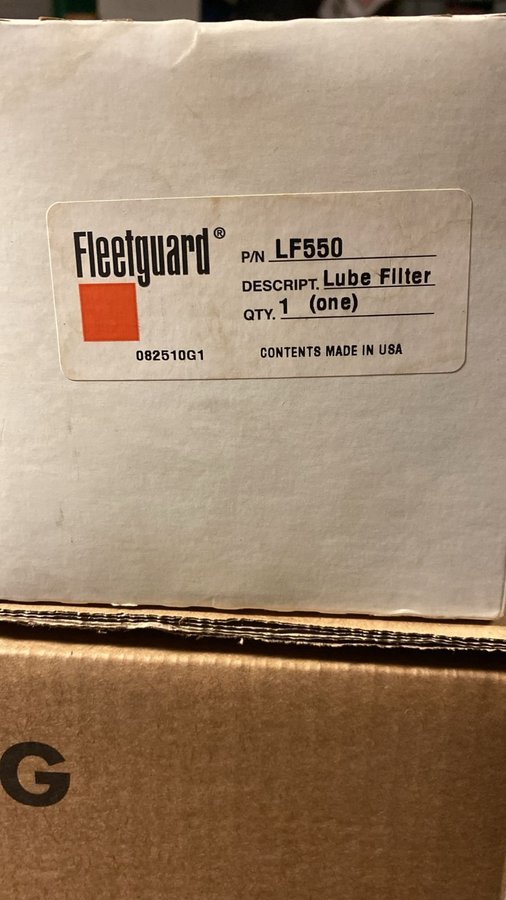 Fleetguard®
P/N LF550
DESCRIPT. Lube Filter
QTY. 1 (one)
082510G1
CONTENTS MADE IN USA
G